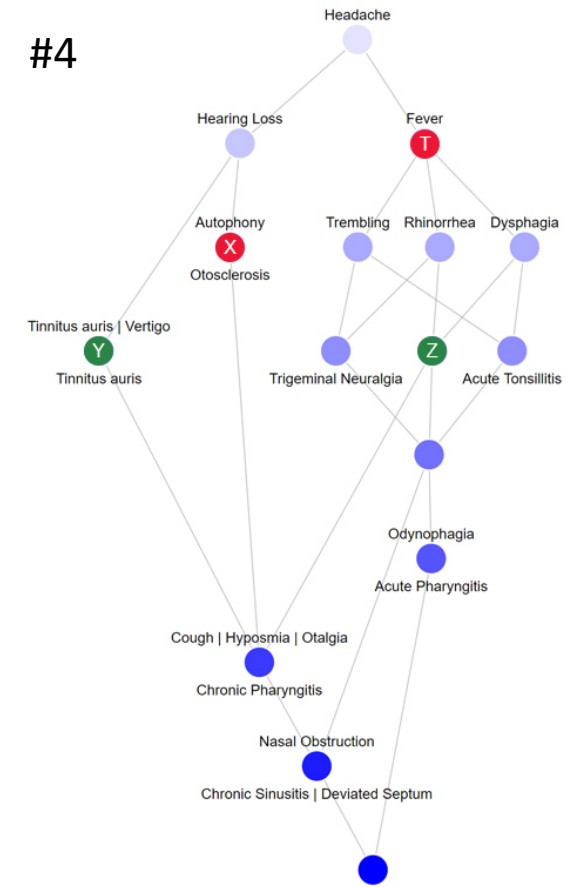 Headache
#4
Hearing Loss
Fever
T
Autophony
Trembling
Rhinorrhea
Dysphagia
X
Otosclerosis
Tinnitus auris | Vertigo
Y
Z
Tinnitus auris
Trigeminal Neuralgia
Acute Tonsillitis
Odynophagia
Acute Pharyngitis
Cough | Hyposmia | Otalgia
Chronic Pharyngitis
Nasal Obstruction
Chronic Sinusitis | Deviated Septum